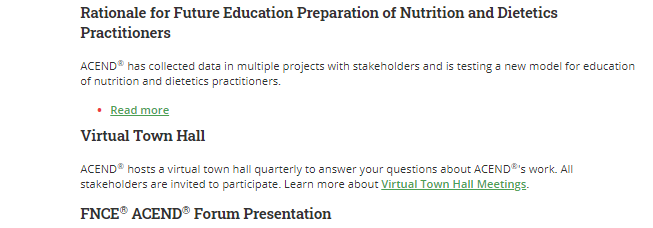 Rationale for Future Education Preparation of Nutrition and Dietetics
Practitioners
ACEND® has collected data in multiple projects with stakeholders and is testing a new model for education
of nutrition and dietetics practitioners.
• Read more
Virtual Town Hall
ACEND® hosts a virtual town hall quarterly to answer your questions about ACEND®'s work. All
stakeholders are invited to participate. Learn more about Virtual Town Hall Meetings.
FNCE® ACEND® Forum Presentation